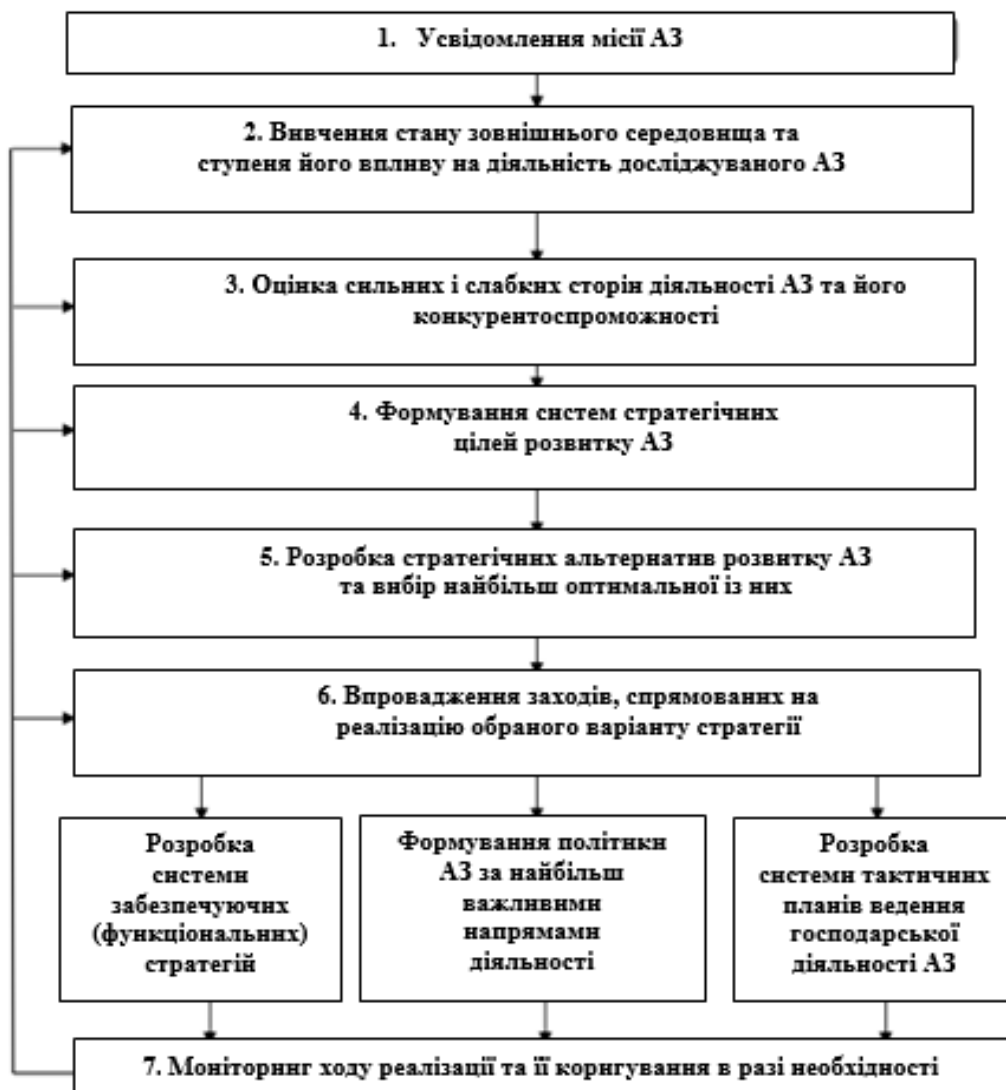 1. Усвідомлення місії АЗ
2. Вивчення стану зовнішнього середовища та
ступеня його впливу на діяльність досліджуваного АЗ
3. Оцінка сильних і слабких сторін діяльності АЗ та його
конкурентоспроможності
4. Формування систем стратегічних
цілей розвитку АЗ
5. Розробка стратегічних альтернатив розвитку АЗ
та вибір найбільш оптимальної із них
6. Впровадження заходів, спрямованих на
реалізацію обраного варіанту стратегії
Розробка
системи
забезпечуючих
(функціональних)
стратегій
Формування політики
АЗ за найбільш
важливими
напрямами
діяльності
Розробка
системи тактичних
планів ведення
господарської
діяльності АЗ
7. Моніторинг ходу реалізації та її коригування в разі необхідності